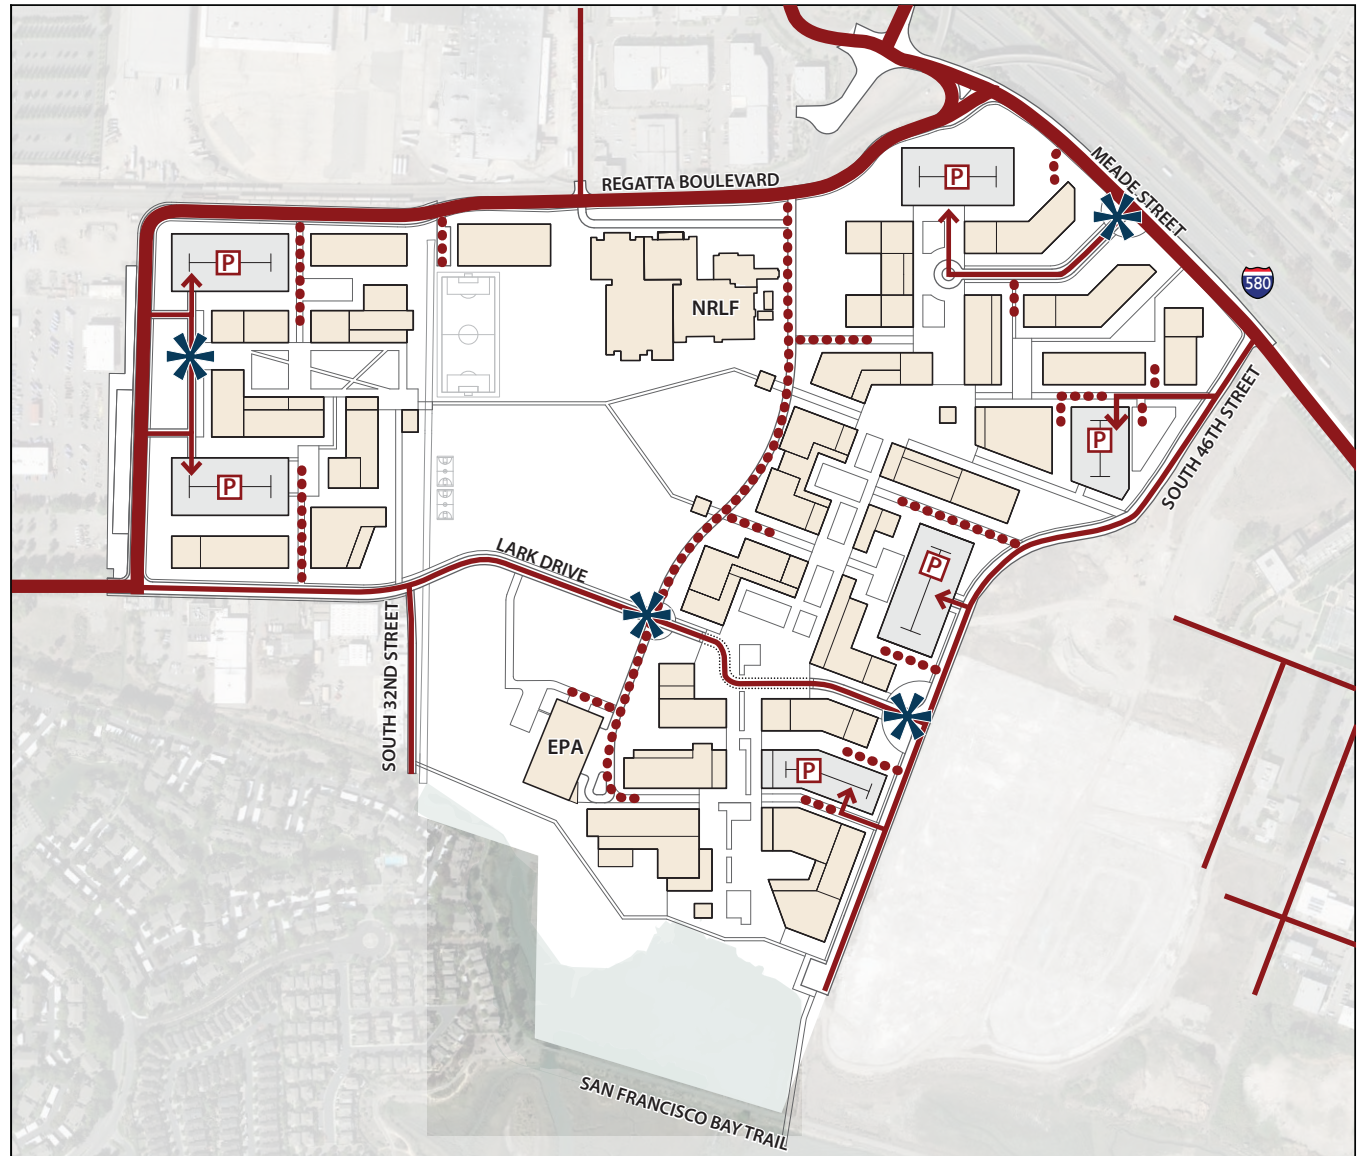 MEADE STREET
P
REGATTA BOULEVARD
P
580
NRLF
SOUTH 46TH STREET
P
P
LARK DRIVE
P
SOUTH 32ND STREET
EPA
P
SAN FRANCISCO BAY TRAIL